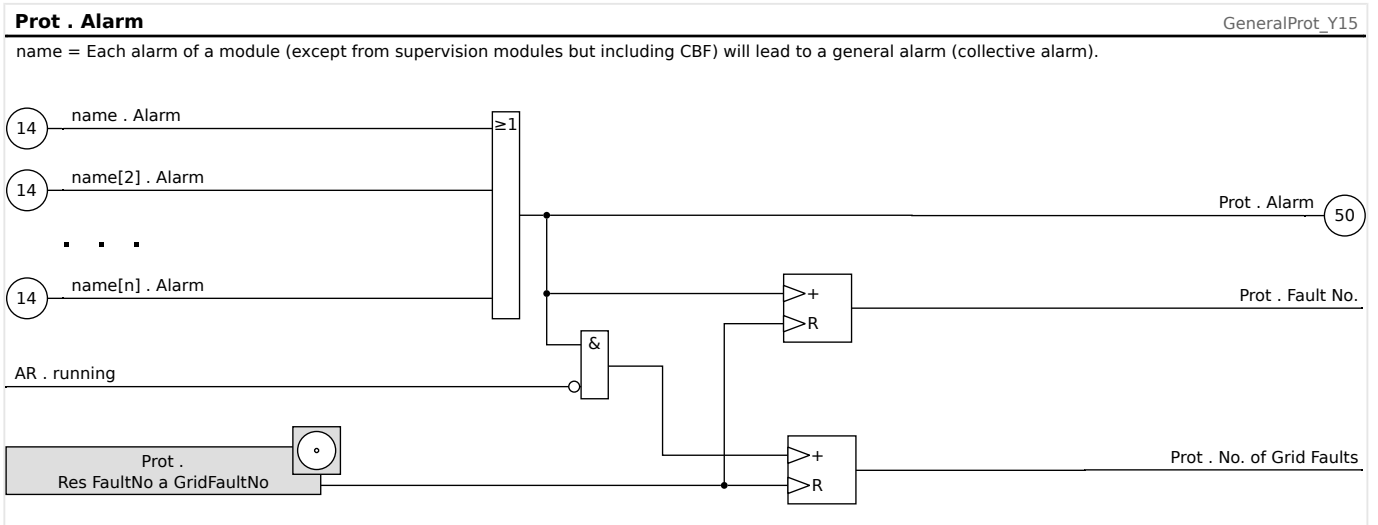 Prot . Alarm
GeneralProt_Y15
name = Each alarm of a module (except from supervision modules but including CBF) will lead to a general alarm (collective alarm).
14
name . Alarm
≥1
14
name[2] . Alarm
Prot . Alarm
50
. . .
14
name[n] . Alarm
+
Prot . Fault No.
R
&
AR . running
Prot .
Res FaultNo a GridFaultNo
+
Prot . No. of Grid Faults
R